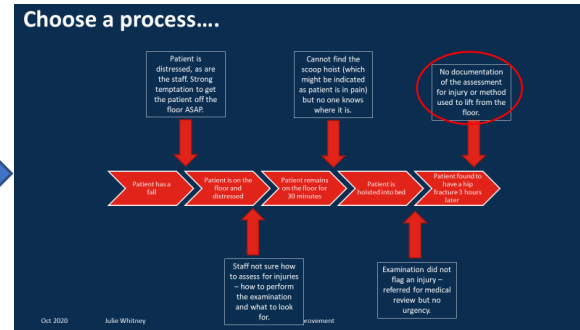 Choose a process....
Patient is
distressed, as are
the staff. Strong
temptation to get
the patient off the
floor ASAP.
Cannot find the
scoop hoist (which
might be indicated
as patient is in pain)
but no one knows
where it is.
No documentation
of the assessment
for injury or method
used to lift from the
floor.
Patient has a
fall
Patient is on the
floor and
distressed
Patient remains
on the floor for
30 minutes
Patient is
hoisted into bed
Patient found to
have a hip
fracture 3 hours
later
Staff not sure how
to assess for injuries
– how to perform
the examination
and what to look
for.
Examination did not
flag an injury –
referred for medical
review but no
urgency.
Oct 2020
Julie Whitney